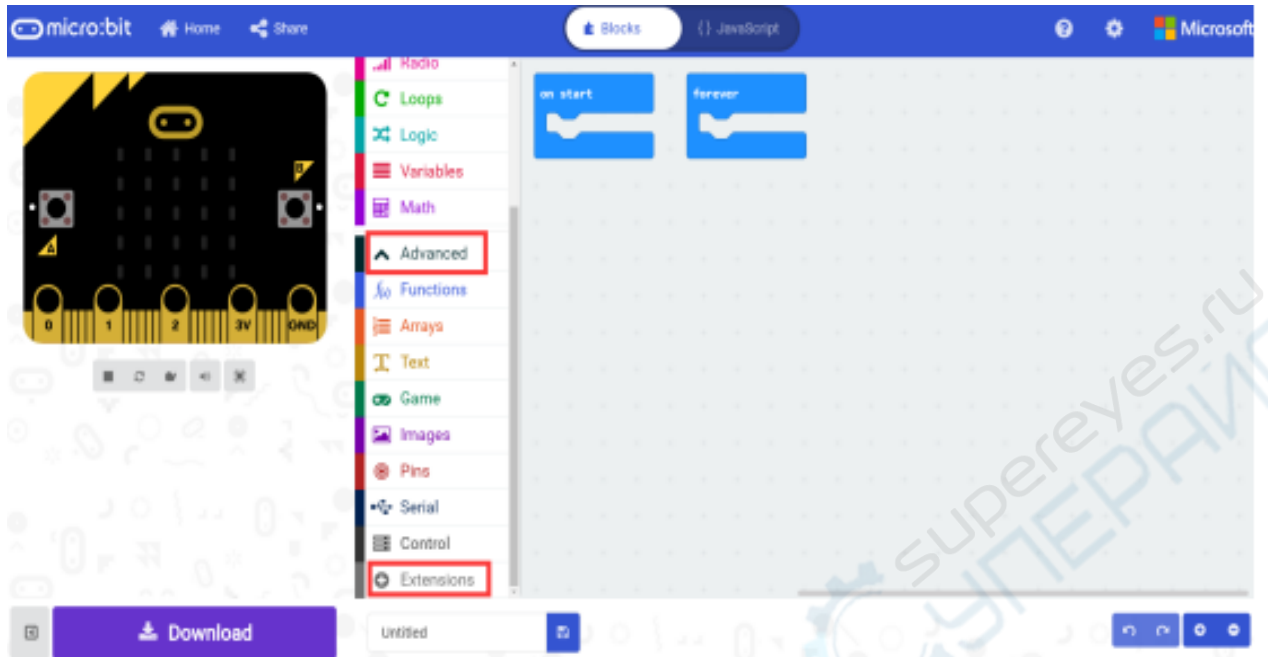 micro:bit Home Share Blocks {} JavaScript Microsoft
Radio
Loops
Logic
Variables
Math
Advanced
Functions
Arrays
Text
Game
Images
Pins
Serial
Control
Extensions
on start forever
B
A
0 1 2 3V GND
Download Untitled
supereyes.ru